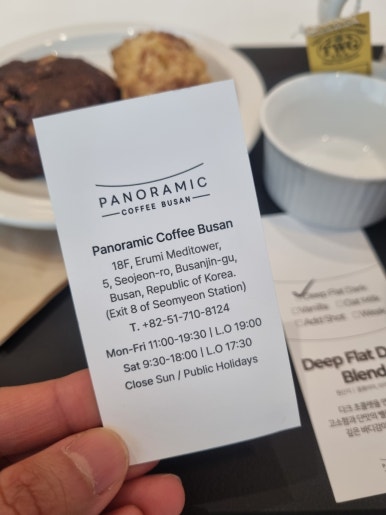 PANORAMIC
COFFEE BUSAN
Panoramic Coffee Busan
18F, Erumi Meditower,
5, Seojeon-ro, Busanjin-gu,
Busan, Republic of Korea.
(Exit 8 of Seomyeon Station)
T. +82-51-710-8124
Mon-Fri 11:00-19:30 | L.O 19:00
Sat 9:30-18:00 | L.O 17:30
Close Sun / Public Holidays
TWG
Deep Flat Dark
Vanilla
Oat Milk
Add Shot
Deep Flat D
Blend